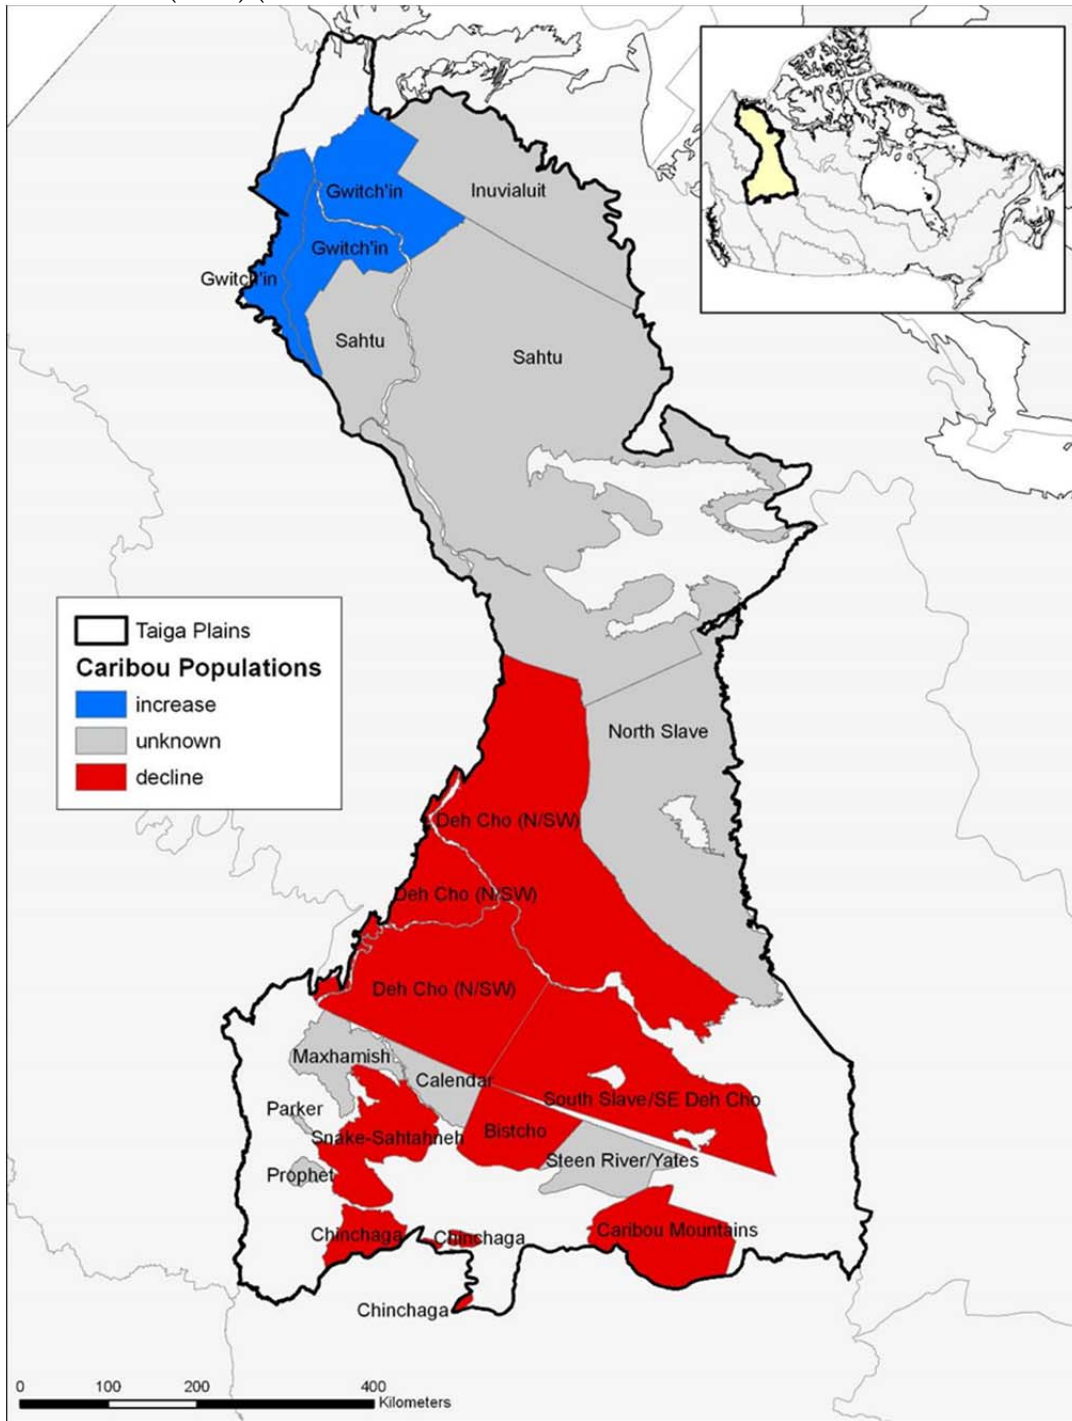 Gwitch'in
Inuvialuit
Gwitch'in
Gwitch'in
Sahtu
Sahtu
Taiga Plains
Caribou Populations
increase
unknown
decline
North Slave
Deh Cho (N/SW)
Deh Cho (N/SW)
Deh Cho (N/SW)
Maxhamish
Calendar
South Slave/SE Deh Cho
Parker
Snake-Sahtahneh
Bistcho
Steen River/Yates
Prophet
Chinchaga
Chinchaga
Caribou Mountains
Chinchaga
0 100 200 400
Kilometers